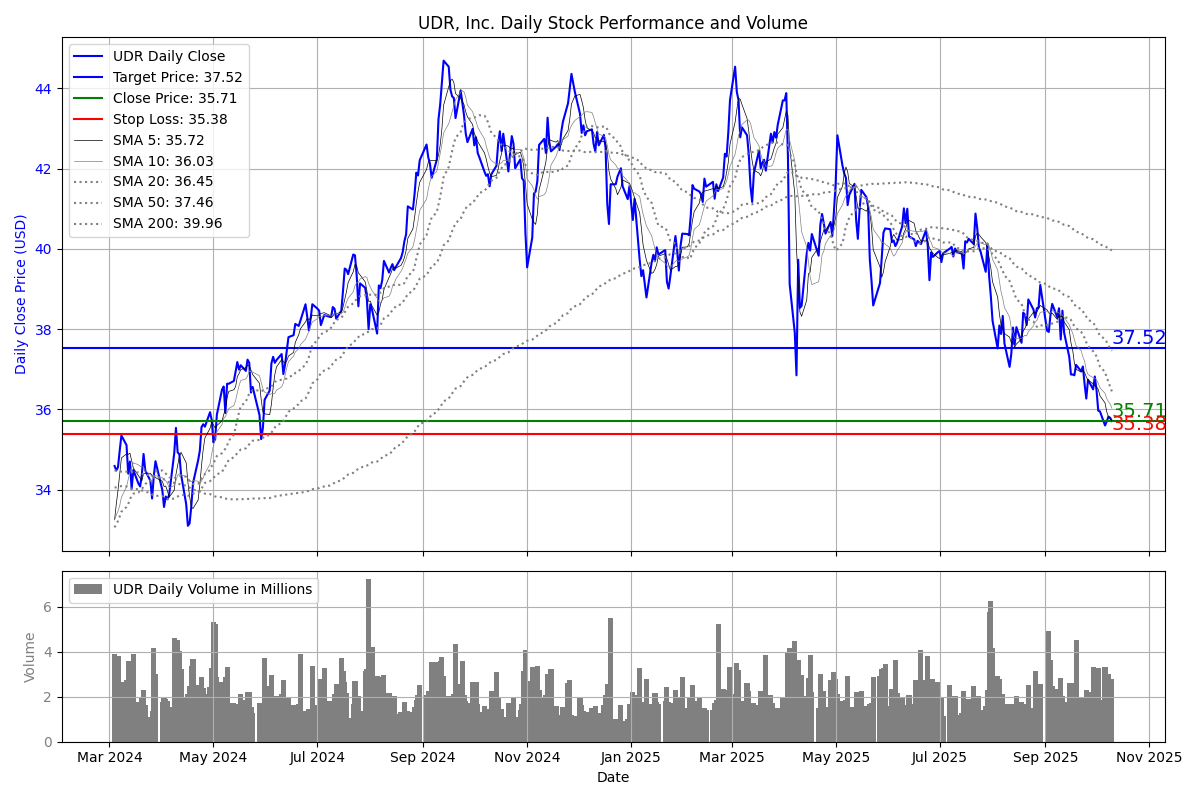 UDR, Inc. Daily Stock Performance and Volume
UDR Daily Close
Target Price: 37.52
Close Price: 35.71
Stop Loss: 35.38
SMA 5: 35.72
SMA 10: 36.03
SMA 20: 36.45
SMA 50: 37.46
SMA 200: 39.96
Daily Close Price (USD)
44
42
40
38
36
34
37.52
35.71
35.38
UDR Daily Volume in Millions
Volume
6
4
2
0
Mar 2024
May 2024
Jul 2024
Sep 2024
Nov 2024
Jan 2025
Mar 2025
May 2025
Jul 2025
Sep 2025
Nov 2025
Date